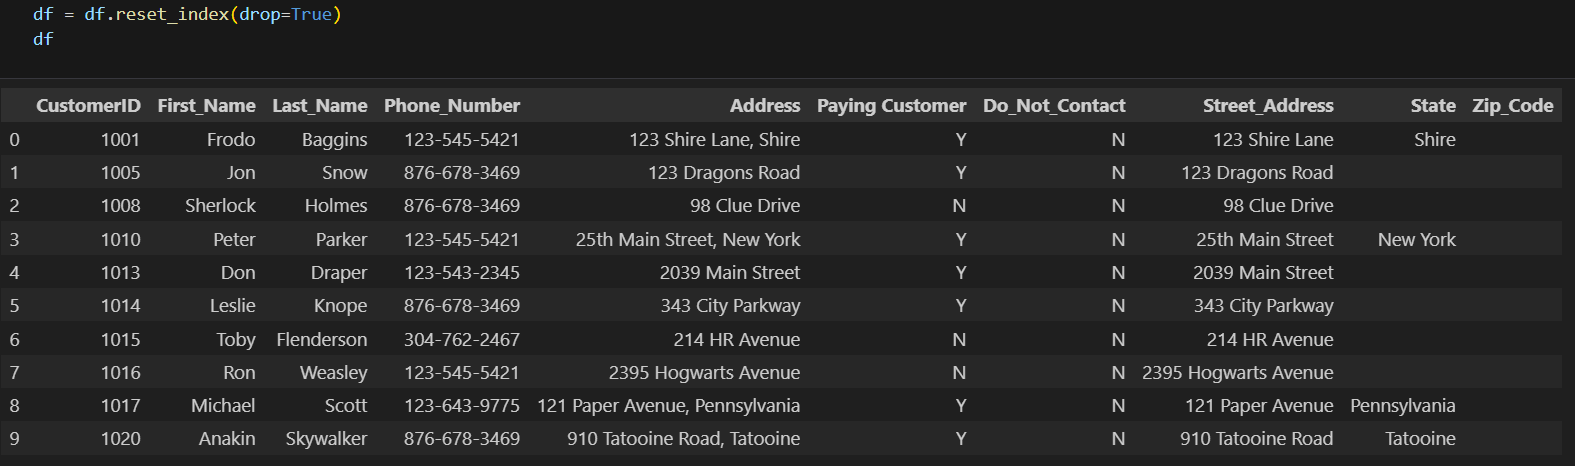 df = df.reset_index(drop=True)
df
CustomerID First_Name Last_Name Phone_Number Address Paying Customer Do_Not_Contact Street_Address State Zip_Code
0 1001 Frodo Baggins 123-545-5421 123 Shire Lane, Shire Y N 123 Shire Lane Shire
1 1005 Jon Snow 876-678-3469 123 Dragons Road Y N 123 Dragons Road
2 1008 Sherlock Holmes 876-678-3469 98 Clue Drive N N 98 Clue Drive
3 1010 Peter Parker 123-545-5421 25th Main Street, New York Y N 25th Main Street New York
4 1013 Don Draper 123-543-2345 2039 Main Street Y N 2039 Main Street
5 1014 Leslie Knope 876-678-3469 343 City Parkway Y N 343 City Parkway
6 1015 Toby Flenderson 304-762-2467 214 HR Avenue N N 214 HR Avenue
7 1016 Ron Weasley 123-545-5421 2395 Hogwarts Avenue N N 2395 Hogwarts Avenue
8 1017 Michael Scott 123-643-9775 121 Paper Avenue, Pennsylvania Y N 121 Paper Avenue Pennsylvania
9 1020 Anakin Skywalker 876-678-3469 910 Tatooine Road, Tatooine Y N 910 Tatooine Road Tatooine